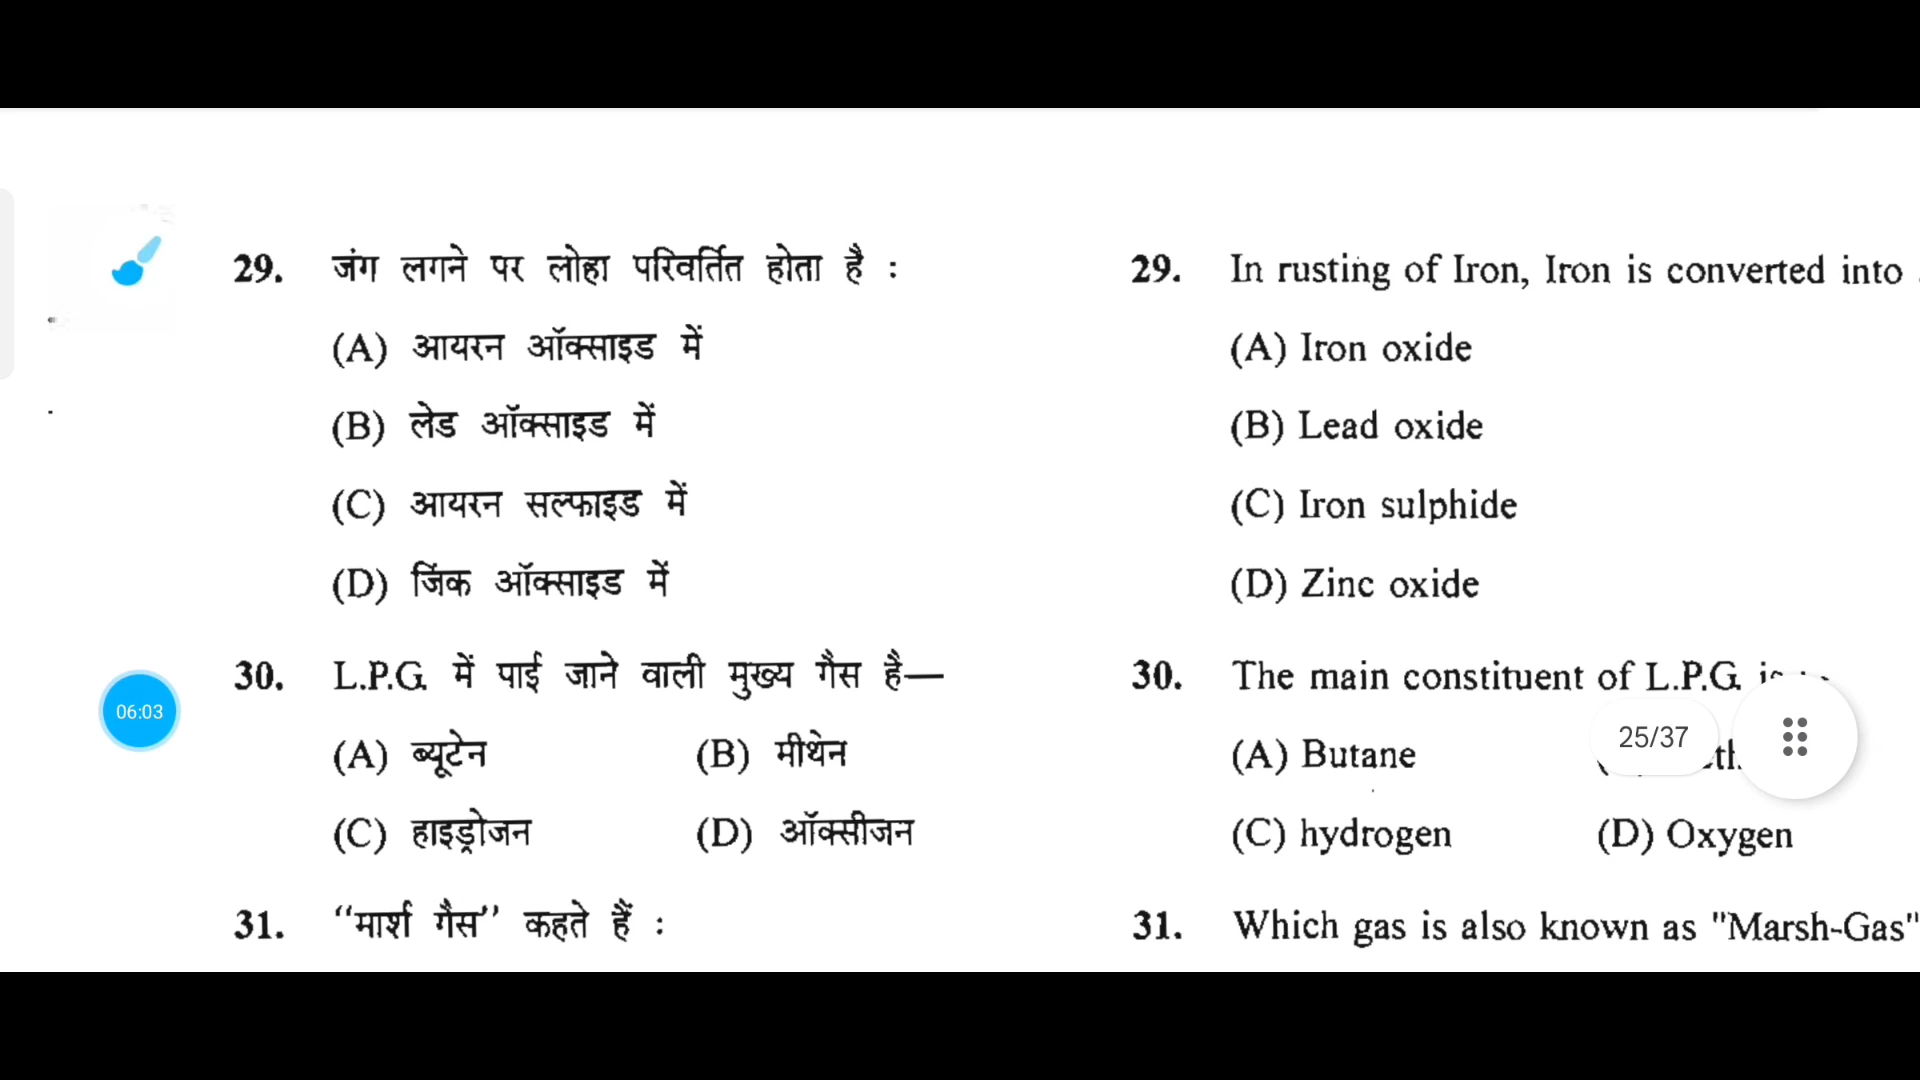 29. जंग लगने पर लोहा परिवर्तित होता है :
(A) आयरन ऑक्साइड में
(B) लेड ऑक्साइड में
(C) आयरन सल्फाइड में
(D) जिंक ऑक्साइड में
30. L.P.G. में पाई जाने वाली मुख्य गैस है—
(A) ब्यूटेन (B) मीथेन
(C) हाइड्रोजन (D) ऑक्सीजन
31. “मार्श गैस” कहते हैं :
29. In rusting of Iron, Iron is converted into
(A) Iron oxide
(B) Lead oxide
(C) Iron sulphide
(D) Zinc oxide
30. The main constituent of L.P.G. is
(A) Butane
(C) hydrogen (D) Oxygen
31. Which gas is also known as "Marsh-Gas"
06:03
25/37